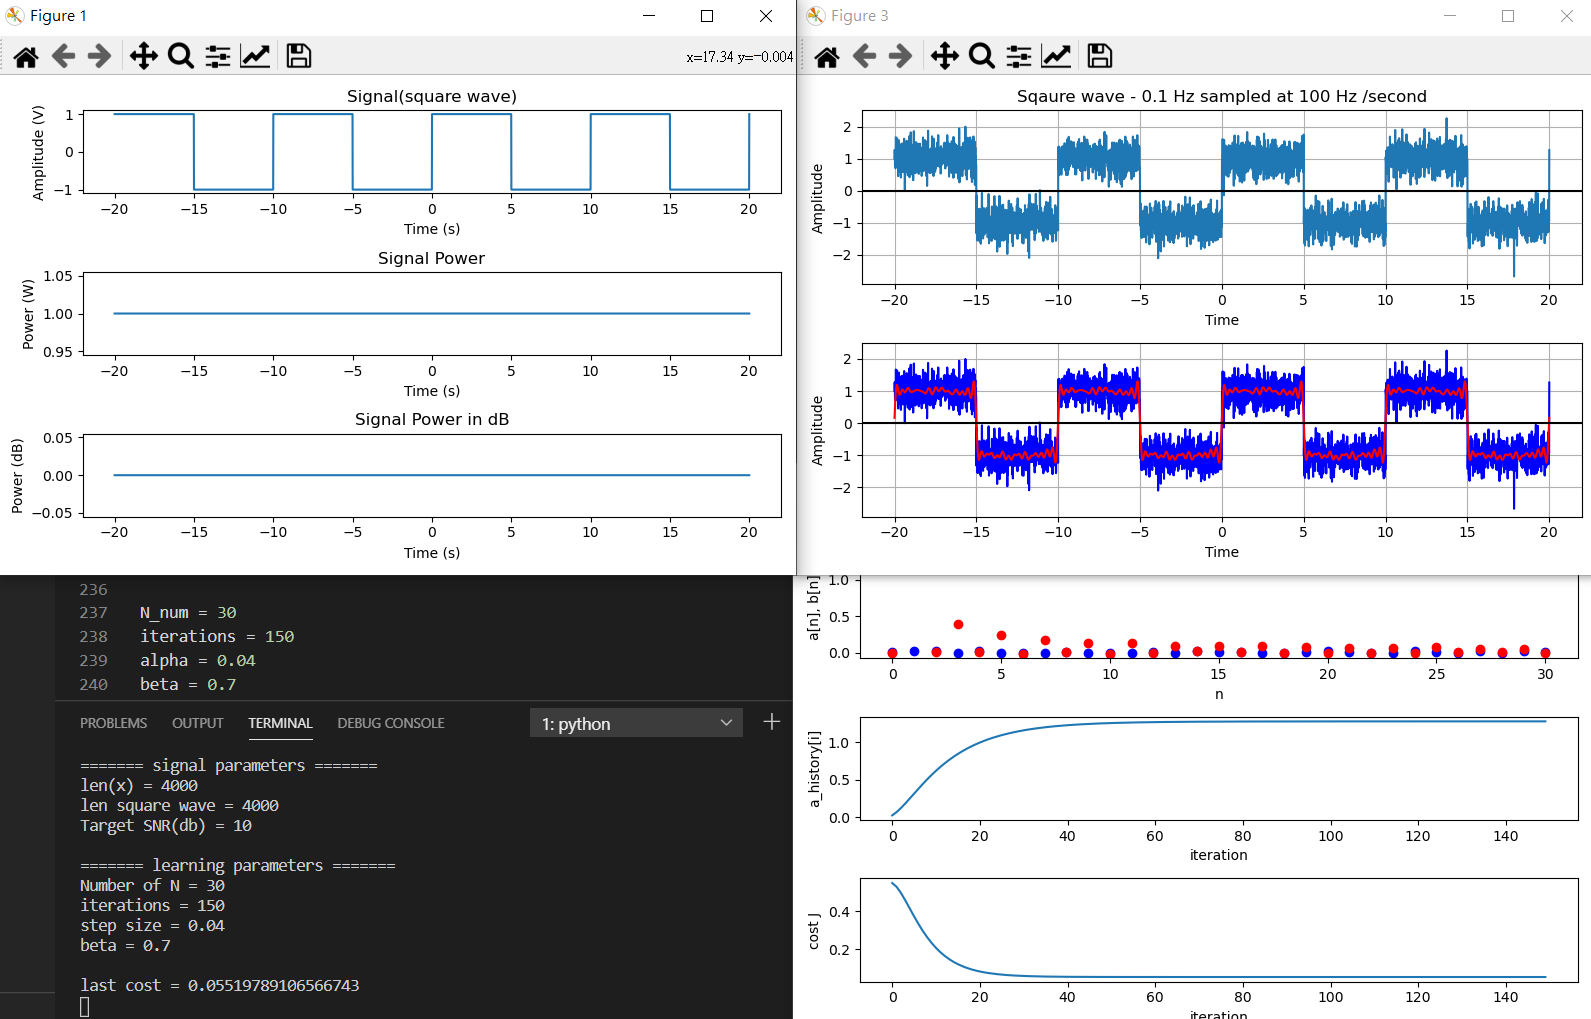 Figure 1
x=17.34 y=−0.004
Signal(square wave)
Amplitude (V)
1
0
−1
−20 −15 −10 −5 0 5 10 15 20
Time (s)
Signal Power
Power (W)
1.05
1.00
0.95
−20 −15 −10 −5 0 5 10 15 20
Time (s)
Signal Power in dB
Power (dB)
0.05
0.00
−0.05
−20 −15 −10 −5 0 5 10 15 20
Time (s)
Figure 3
Sqaure wave - 0.1 Hz sampled at 100 Hz /second
Amplitude
2
1
0
−1
−2
−20 −15 −10 −5 0 5 10 15 20
Time
Amplitude
2
1
0
−1
−2
−20 −15 −10 −5 0 5 10 15 20
Time
236
237 N_num = 30
238 iterations = 150
239 alpha = 0.04
240 beta = 0.7
PROBLEMS OUTPUT TERMINAL DEBUG CONSOLE 1: python
======= signal parameters =======
len(x) = 4000
len square wave = 4000
Target SNR(db) = 10
======= learning parameters =======
Number of N = 30
iterations = 150
step size = 0.04
beta = 0.7
last cost = 0.05519789106566743
a[n], b[n]
1.0
0.5
0.0
0 5 10 15 20 25 30
n
a_history[i]
1.0
0.5
0.0
0 20 40 60 80 100 120 140
iteration
cost J
0.4
0.2
0 20 40 60 80 100 120 140
iteration